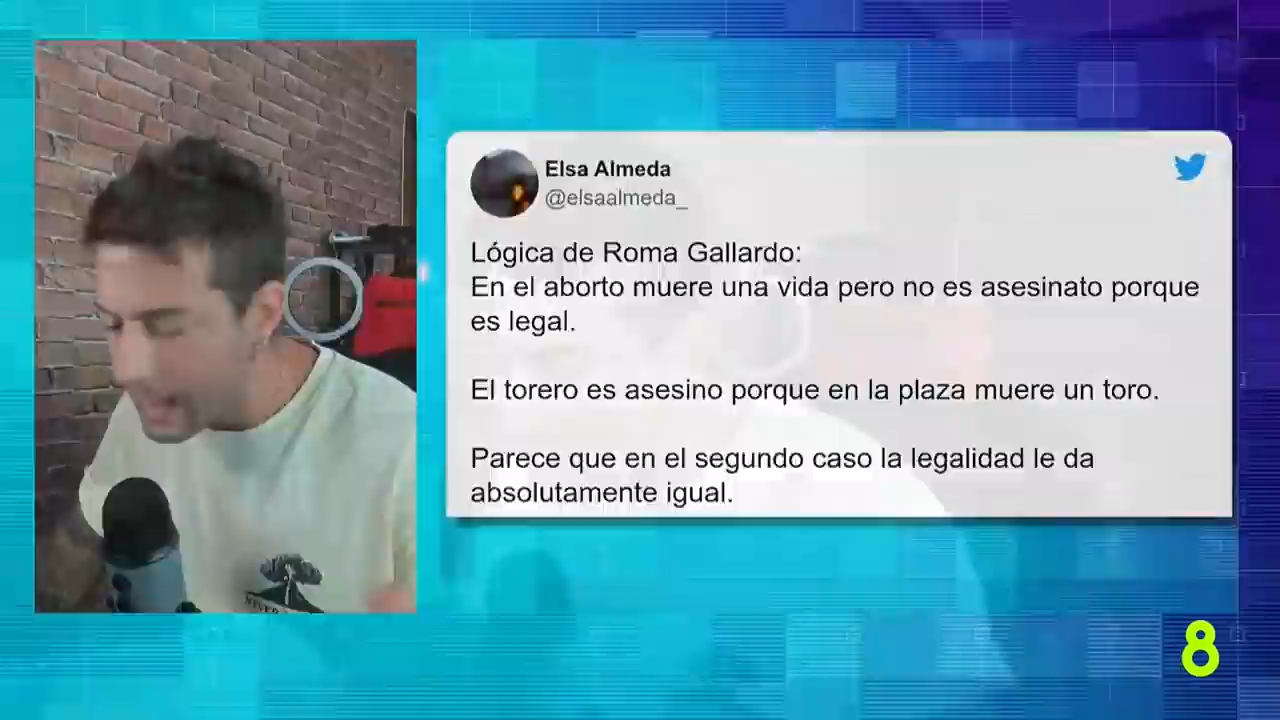 Elsa Almeda
@elsaalmeda_
Lógica de Roma Gallardo:
En el aborto muere una vida pero no es asesinato porque
es legal.
El torero es asesino porque en la plaza muere un toro.
Parece que en el segundo caso la legalidad le da
absolutamente igual.
8